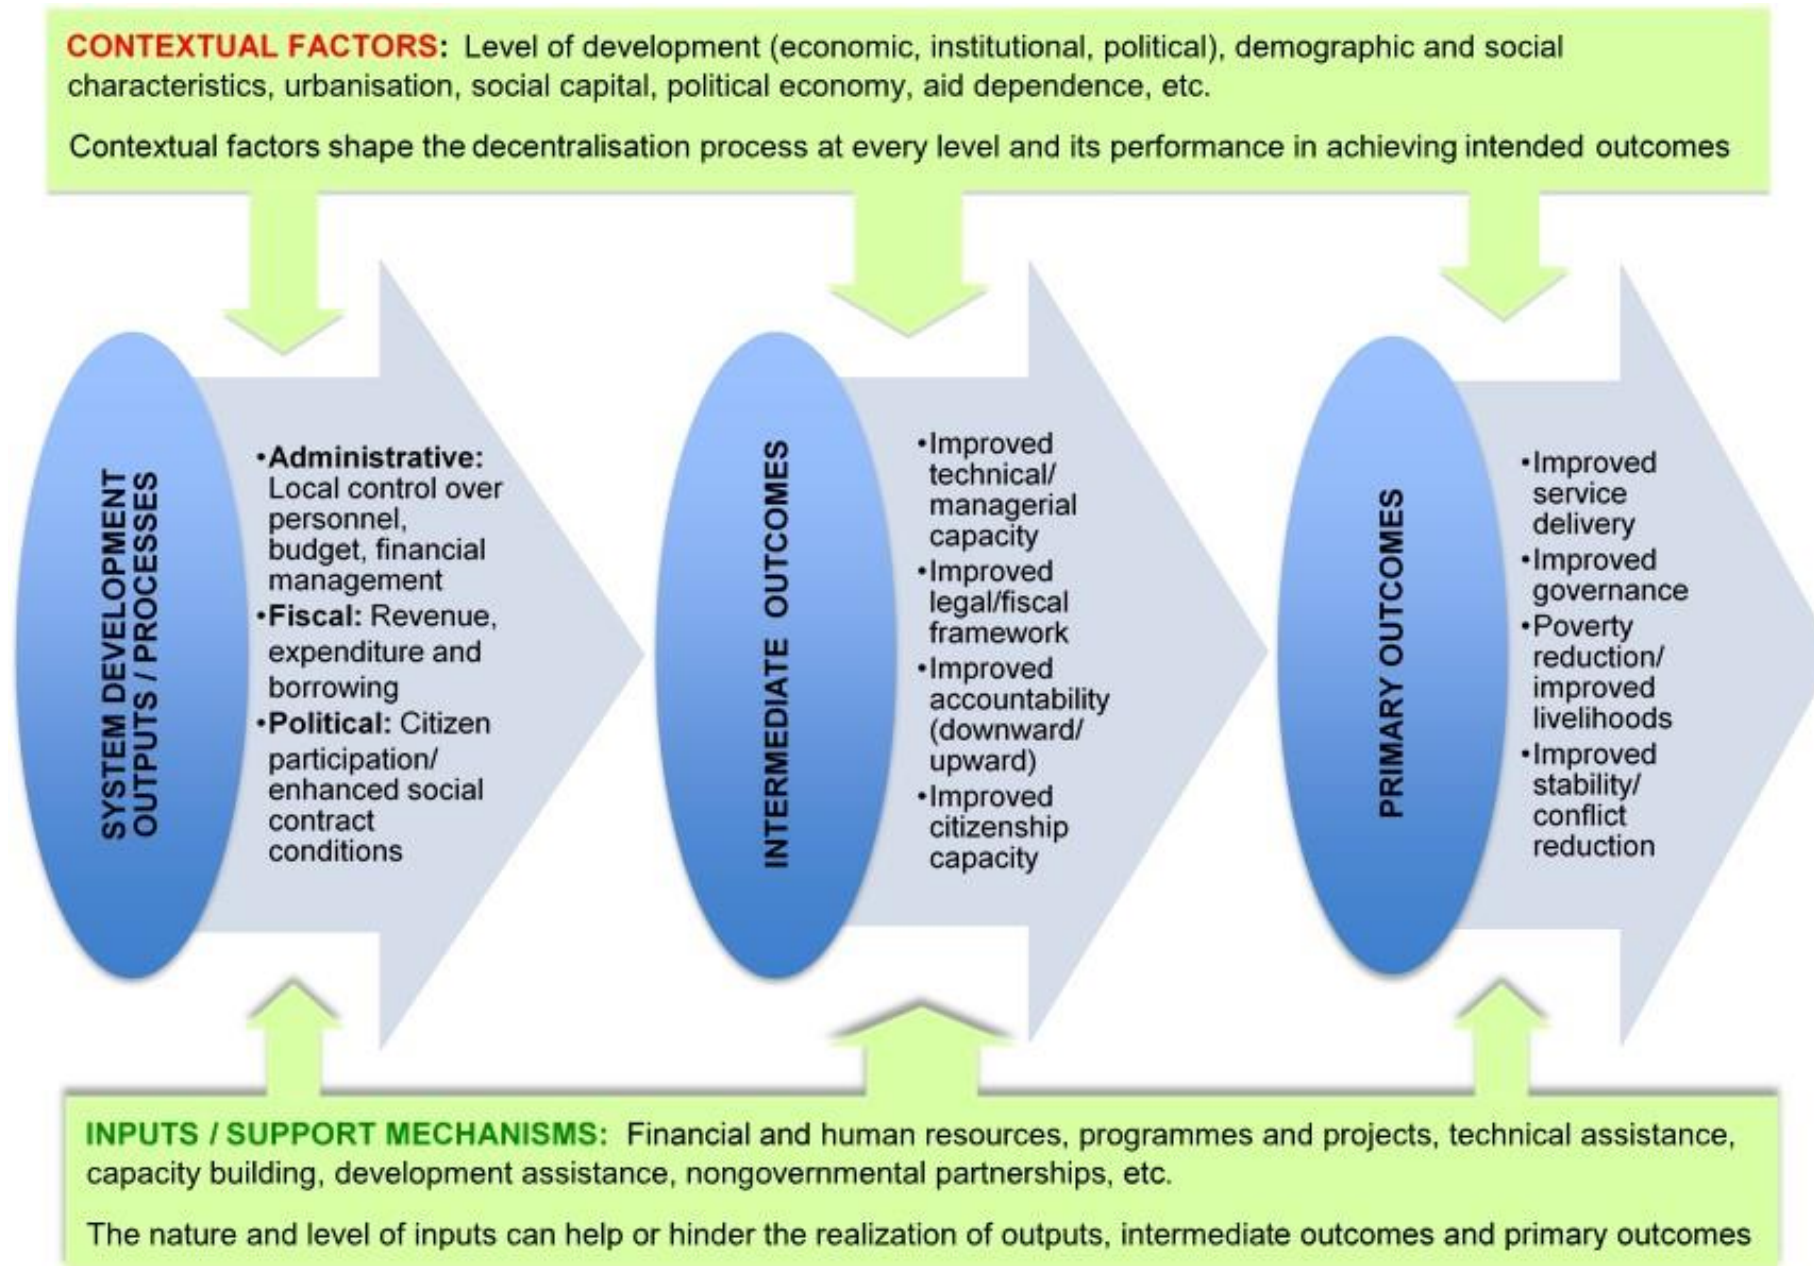 CONTEXTUAL FACTORS: Level of development (economic, institutional, political), demographic and social
characteristics, urbanisation, social capital, political economy, aid dependence, etc.
Contextual factors shape the decentralisation process at every level and its performance in achieving intended outcomes
SYSTEM DEVELOPMENT
OUTPUTS / PROCESSES
•Administrative:
Local control over
personnel,
budget, financial
management
•Fiscal: Revenue,
expenditure and
borrowing
•Political: Citizen
participation/
enhanced social
contract
conditions
INTERMEDIATE OUTCOMES
•Improved
technical/
managerial
capacity
•Improved
legal/fiscal
framework
•Improved
accountability
(downward/
upward)
•Improved
citizenship
capacity
PRIMARY OUTCOMES
•Improved
service
delivery
•Improved
governance
•Poverty
reduction/
improved
livelihoods
•Improved
stability/
conflict
reduction
INPUTS / SUPPORT MECHANISMS: Financial and human resources, programmes and projects, technical assistance,
capacity building, development assistance, nongovernmental partnerships, etc.
The nature and level of inputs can help or hinder the realization of outputs, intermediate outcomes and primary outcomes